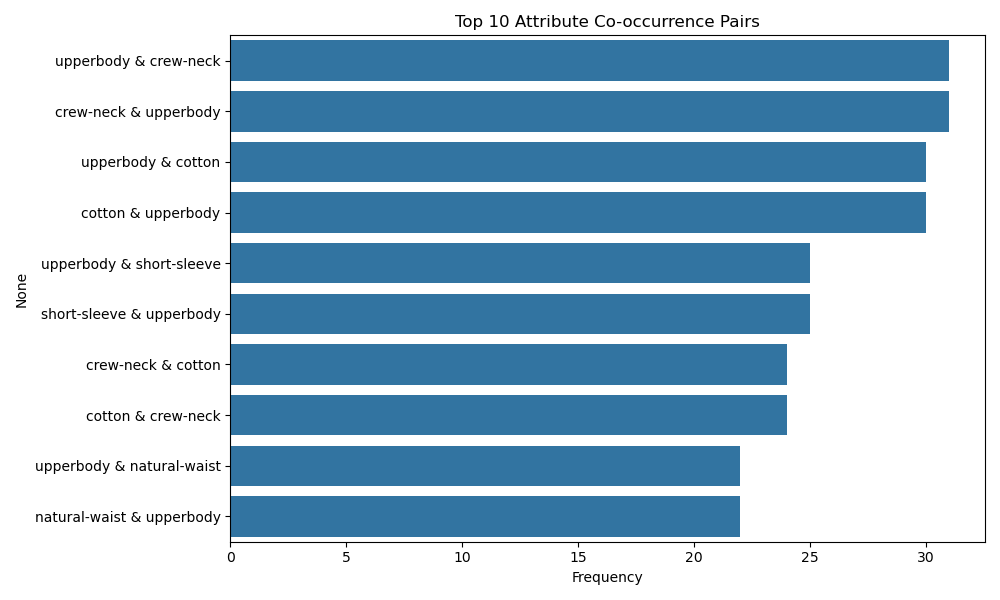 Top 10 Attribute Co-occurrence Pairs
upperbody & crew-neck
crew-neck & upperbody
upperbody & cotton
cotton & upperbody
upperbody & short-sleeve
short-sleeve & upperbody
crew-neck & cotton
cotton & crew-neck
upperbody & natural-waist
natural-waist & upperbody
None
0 5 10 15 20 25 30
Frequency